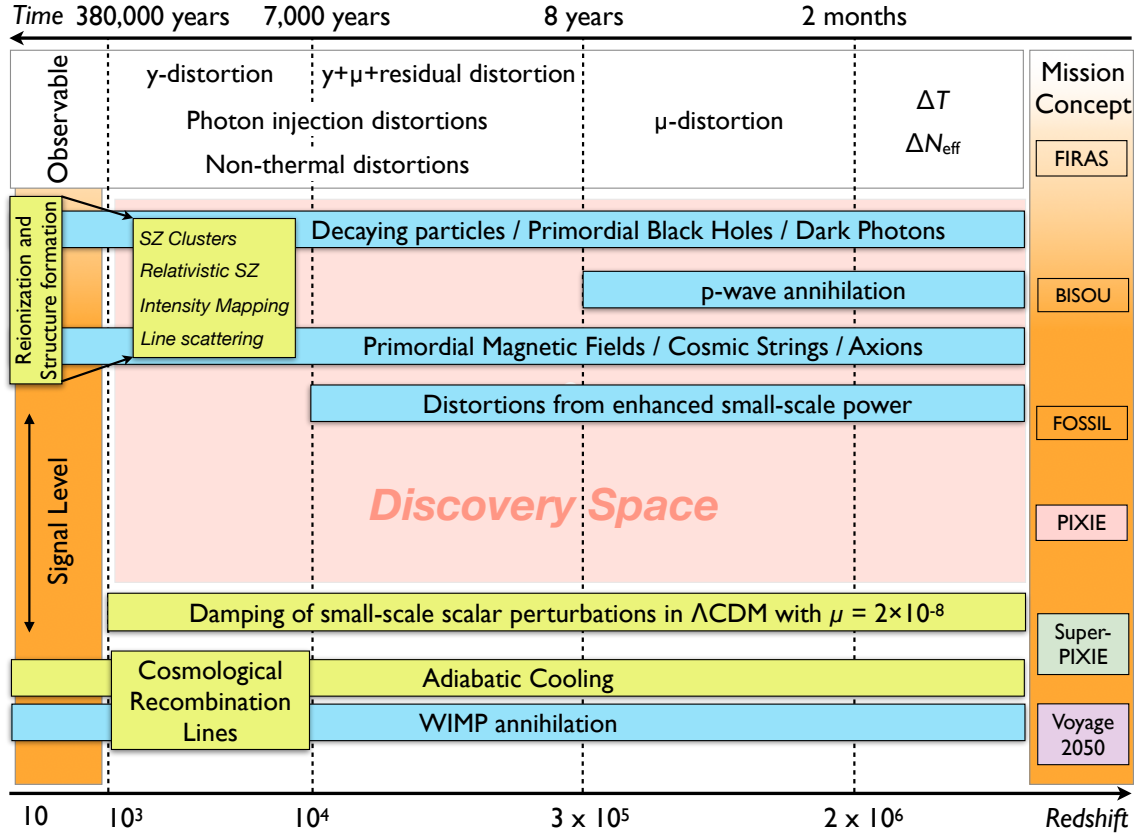 Time 380,000 years 7,000 years 8 years 2 months
Observable
y-distortion
y+μ+residual distortion
Photon injection distortions
Non-thermal distortions
μ-distortion
ΔT
ΔNeff
Mission
Concept
FIRAS
BISOU
FOSSIL
PIXIE
Super-
PIXIE
Voyage
2050
Reionization and
Structure formation
SZ Clusters
Relativistic SZ
Intensity Mapping
Line scattering
Decaying particles / Primordial Black Holes / Dark Photons
p-wave annihilation
Primordial Magnetic Fields / Cosmic Strings / Axions
Distortions from enhanced small-scale power
Signal Level
Discovery Space
Damping of small-scale scalar perturbations in ΛCDM with μ = 2×10⁻⁸
Cosmological
Recombination
Lines
Adiabatic Cooling
WIMP annihilation
10 10³ 10⁴ 3 x 10⁵ 2 x 10⁶ Redshift